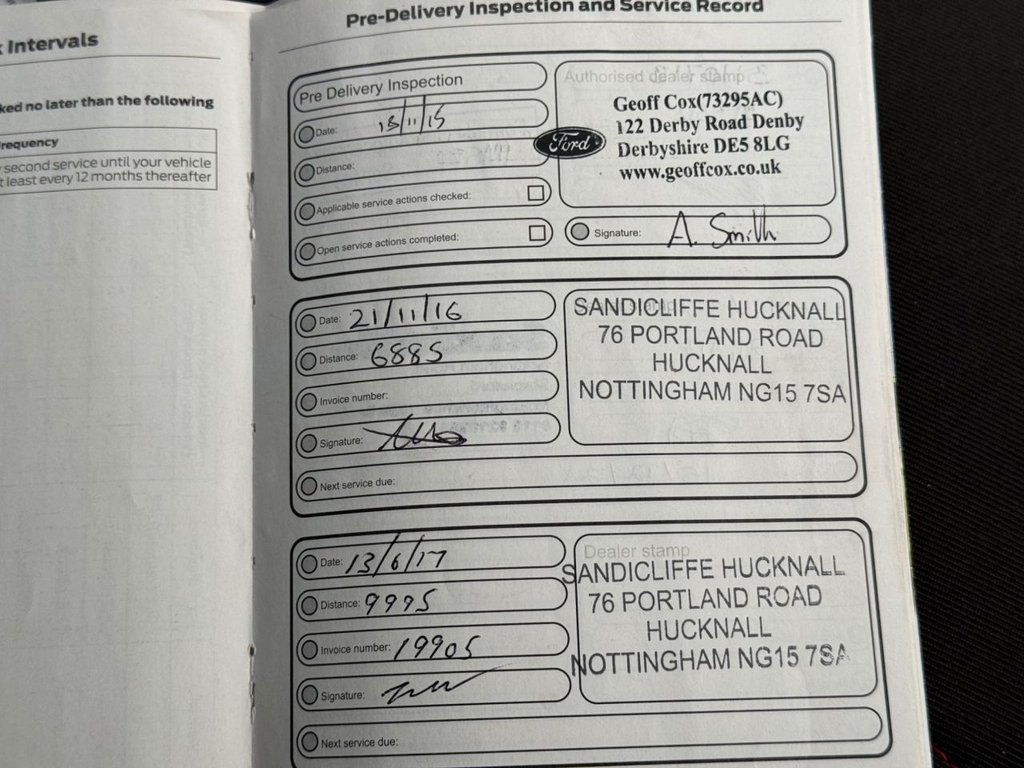 Intervals
ked no later than the following
requency
second service until your vehicle
t least every 12 months thereafter
Pre-Delivery Inspection and Service Record
Pre Delivery Inspection
Date: 18/11/15
Distance:
Applicable service actions checked:
Open service actions completed:
Authorised dealer stamp
Ford
Geoff Cox(73295AC)
122 Derby Road Denby
Derbyshire DE5 8LG
www.geoffcox.co.uk
Signature: A. Smith
Date: 21/11/16
Distance: 6885
Invoice number:
Signature:
Next service due:
SANDICLIFFE HUCKNALL
76 PORTLAND ROAD
HUCKNALL
NOTTINGHAM NG15 7SA
Date: 13/6/17
Distance: 9995
Invoice number: 19905
Signature:
Next service due:
Dealer stamp
SANDICLIFFE HUCKNALL
76 PORTLAND ROAD
HUCKNALL
NOTTINGHAM NG15 7SA